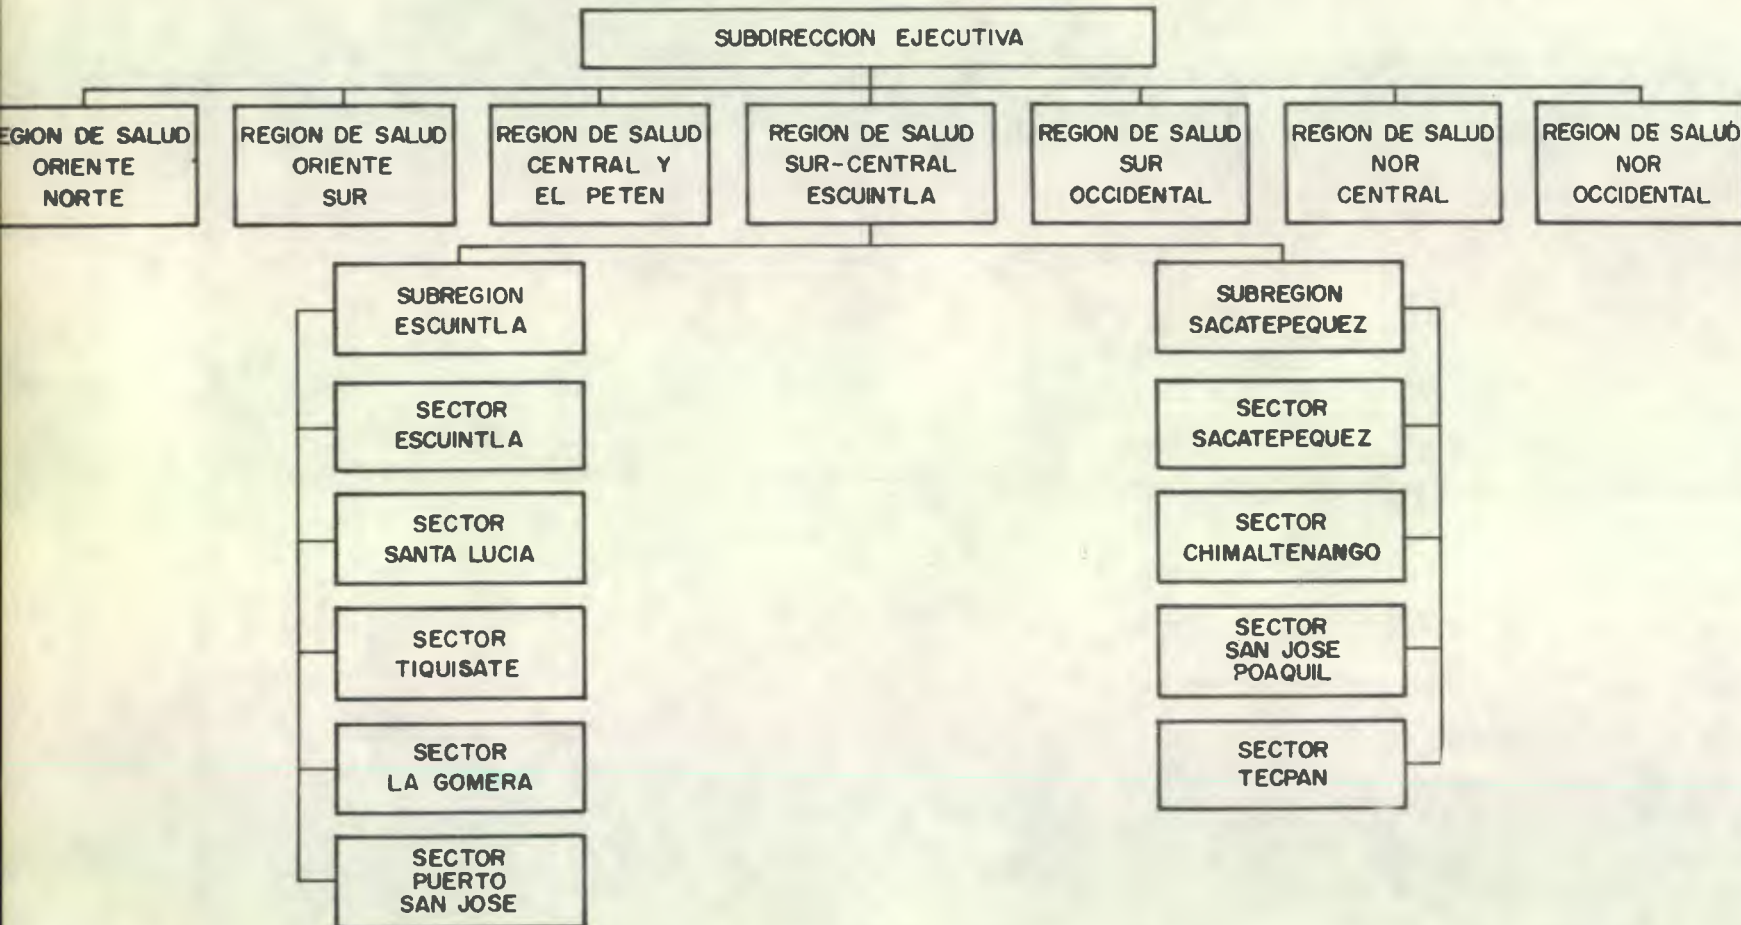 SUBDIRECCION EJECUTIVA
EGION DE SALUD
ORIENTE
NORTE
REGION DE SALUD
ORIENTE
SUR
REGION DE SALUD
CENTRAL Y
EL PETEN
REGION DE SALUD
SUR-CENTRAL
ESCUINTLA
REGION DE SALUD
SUR
OCCIDENTAL
REGION DE SALUD
NOR
CENTRAL
REGION DE SALUD
NOR
OCCIDENTAL
SUBREGION
ESCUINTLA
SECTOR
ESCUINTLA
SECTOR
SANTA LUCIA
SECTOR
TIQUISATE
SECTOR
LA GOMERA
SECTOR
PUERTO
SAN JOSE
SUBREGION
SACATEPEQUEZ
SECTOR
SACATEPEQUEZ
SECTOR
CHIMALTENANGO
SECTOR
SAN JOSE
POAQUIL
SECTOR
TECPAN